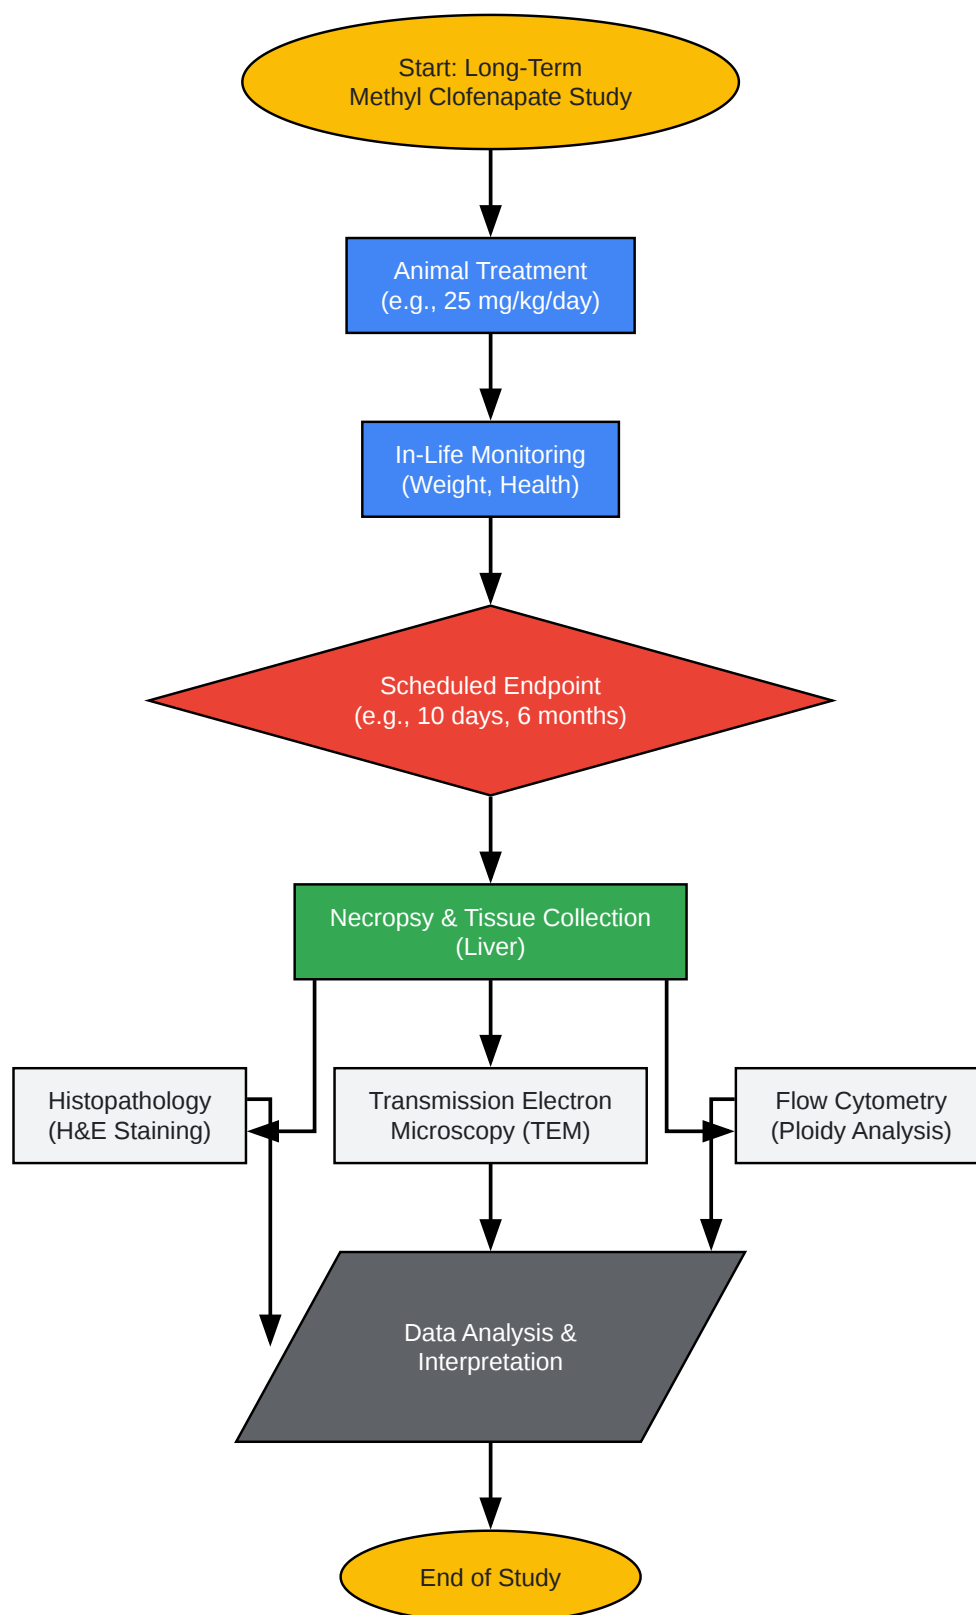 Start: Long-Term
Methyl Clofenapate Study
Animal Treatment
(e.g., 25 mg/kg/day)
In-Life Monitoring
(Weight, Health)
Scheduled Endpoint
(e.g., 10 days, 6 months)
Necropsy & Tissue Collection
(Liver)
Histopathology
(H&E Staining)
Transmission Electron
Microscopy (TEM)
Flow Cytometry
(Ploidy Analysis)
Data Analysis &
Interpretation
End of Study